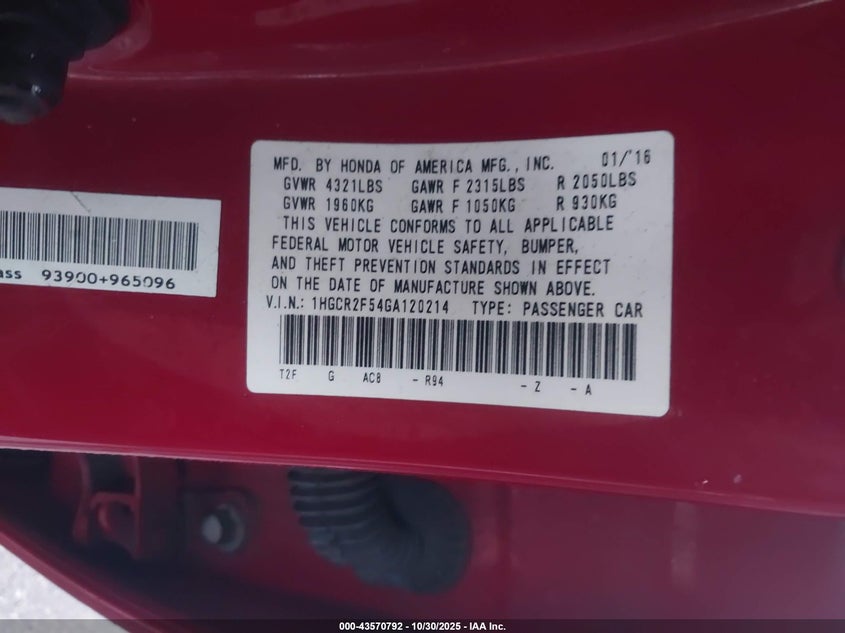 MFD. BY HONDA OF AMERICA MFG., INC. 01/'16
GVWR 4321LBS GAWR F 2315LBS R 2050LBS
GVWR 1960KG GAWR F 1050KG R 930KG
THIS VEHICLE CONFORMS TO ALL APPLICABLE
FEDERAL MOTOR VEHICLE SAFETY, BUMPER,
AND THEFT PREVENTION STANDARDS IN EFFECT
ON THE DATE OF MANUFACTURE SHOWN ABOVE.
V.I.N.: 1HGCR2F54GA120214 TYPE: PASSENGER CAR
T2F G AC8 - R94 - Z - A
ass 93900+965096
000-43570792 - 10/30/2025 - IAA Inc.